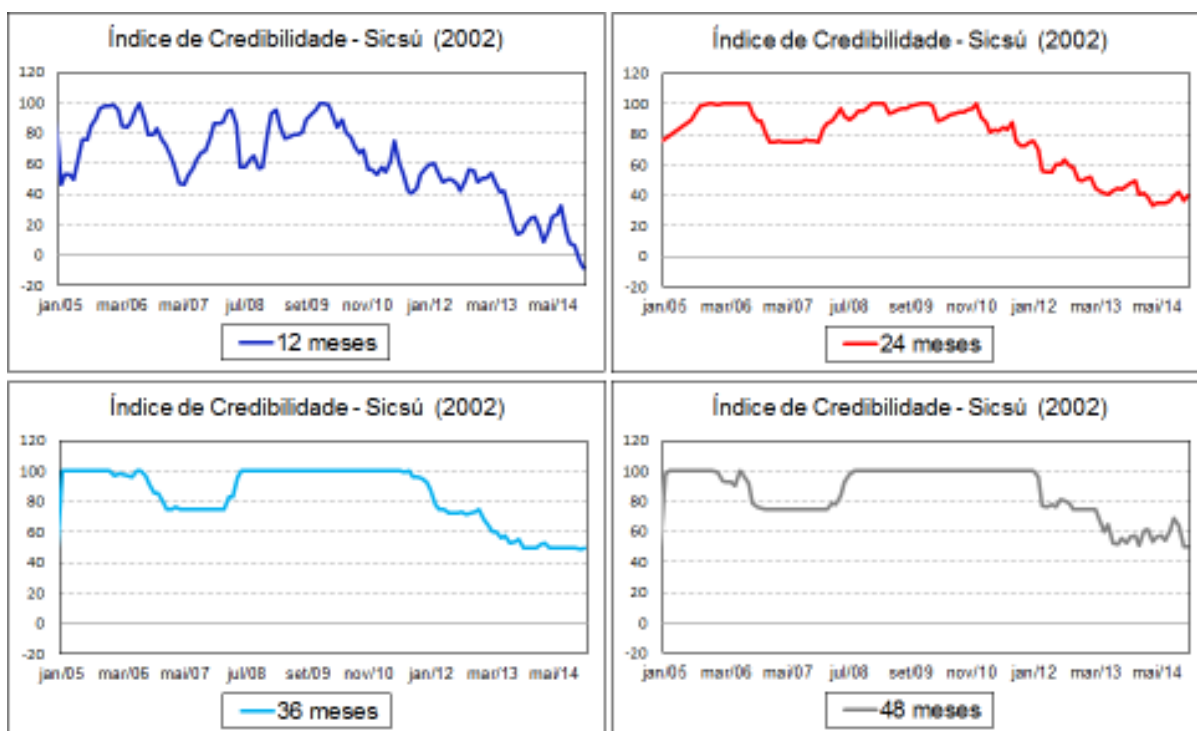 Índice de Credibilidade - Sicsú (2002)
120
100
80
60
40
20
0
-20
jan/05 mar/06 mai/07 jul/08 set/09 nov/10 jan/12 mar/13 mai/14
12 meses
Índice de Credibilidade - Sicsú (2002)
120
100
80
60
40
20
0
-20
jan/05 mar/06 mai/07 jul/08 set/09 nov/10 jan/12 mar/13 mai/14
24 meses
Índice de Credibilidade - Sicsú (2002)
120
100
80
60
40
20
0
-20
jan/05 mar/06 mai/07 jul/08 set/09 nov/10 jan/12 mar/13 mai/14
36 meses
Índice de Credibilidade - Sicsú (2002)
120
100
80
60
40
20
0
-20
jan/05 mar/06 mai/07 jul/08 set/09 nov/10 jan/12 mar/13 mai/14
48 meses